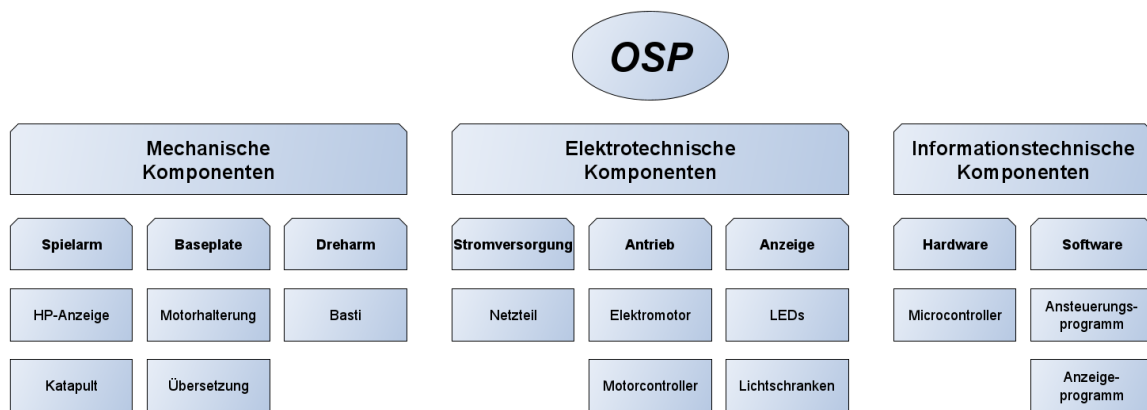 OSP
Mechanische
Komponenten
Elektrotechnische
Komponenten
Informationstechnische
Komponenten
Spielarm
Baseplate
Dreharm
Stromversorgung
Antrieb
Anzeige
Hardware
Software
HP-Anzeige
Motorhalterung
Basti
Netzteil
Elektromotor
LEDs
Microcontroller
Ansteuerungs-
programm
Katapult
Übersetzung
Motorcontroller
Lichtschranken
Anzeige-
programm